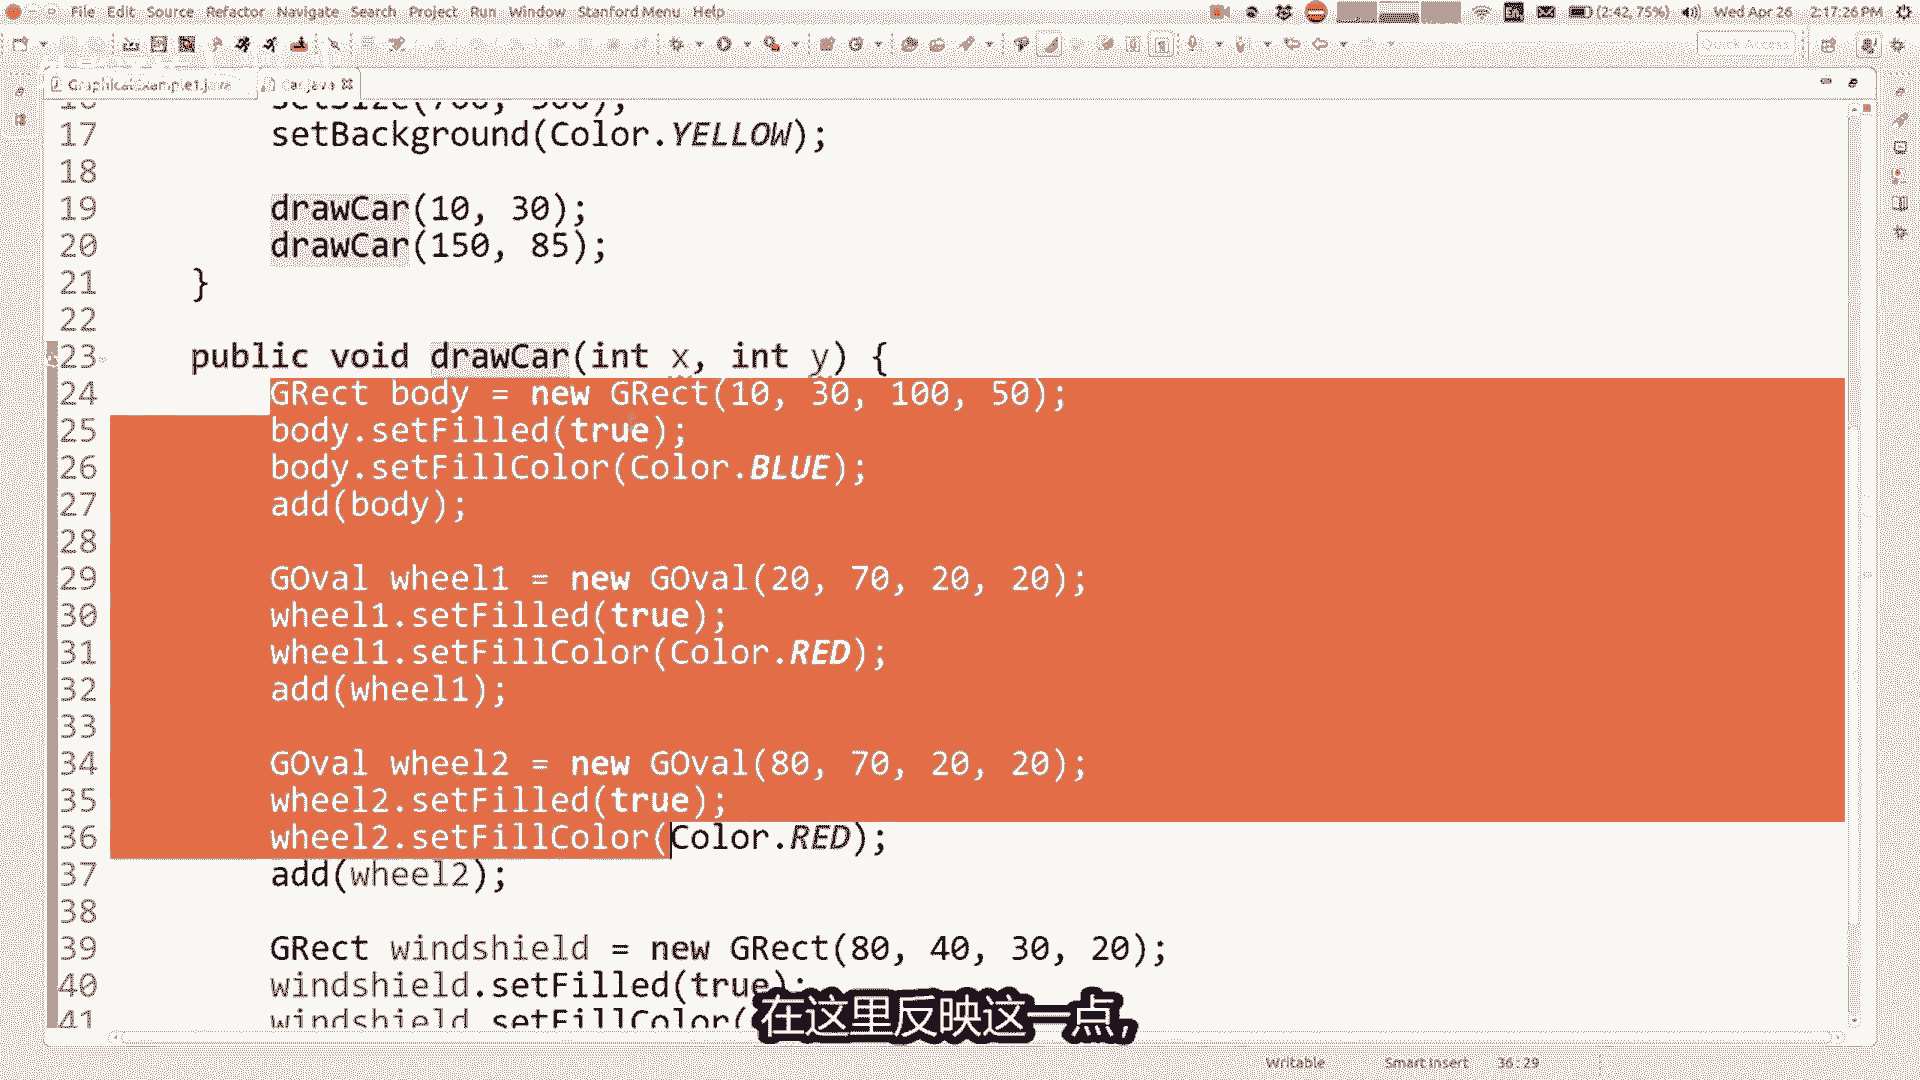 File Edit Source Refactor Navigate Search Project Run Window Stanford Menu Help (2:42, 75%) Wed Apr 26 2:17:26 PM
Quick Access
GraphicalExample1.java Car.java
16 setSize(700, 500);
17 setBackground(Color.YELLOW);
18
19 drawCar(10, 30);
20 drawCar(150, 85);
21 }
22
23 public void drawCar(int x, int y) {
24 GRect body = new GRect(10, 30, 100, 50);
25 body.setFilled(true);
26 body.setFillColor(Color.BLUE);
27 add(body);
28
29 GOval wheel1 = new GOval(20, 70, 20, 20);
30 wheel1.setFilled(true);
31 wheel1.setFillColor(Color.RED);
32 add(wheel1);
33
34 GOval wheel2 = new GOval(80, 70, 20, 20);
35 wheel2.setFilled(true);
36 wheel2.setFillColor(Color.RED);
37 add(wheel2);
38
39 GRect windshield = new GRect(80, 40, 30, 20);
40 windshield.setFilled(true);
41 windshield.setFillColor(
在这里反映这一点,
Writable Smart Insert 36:29